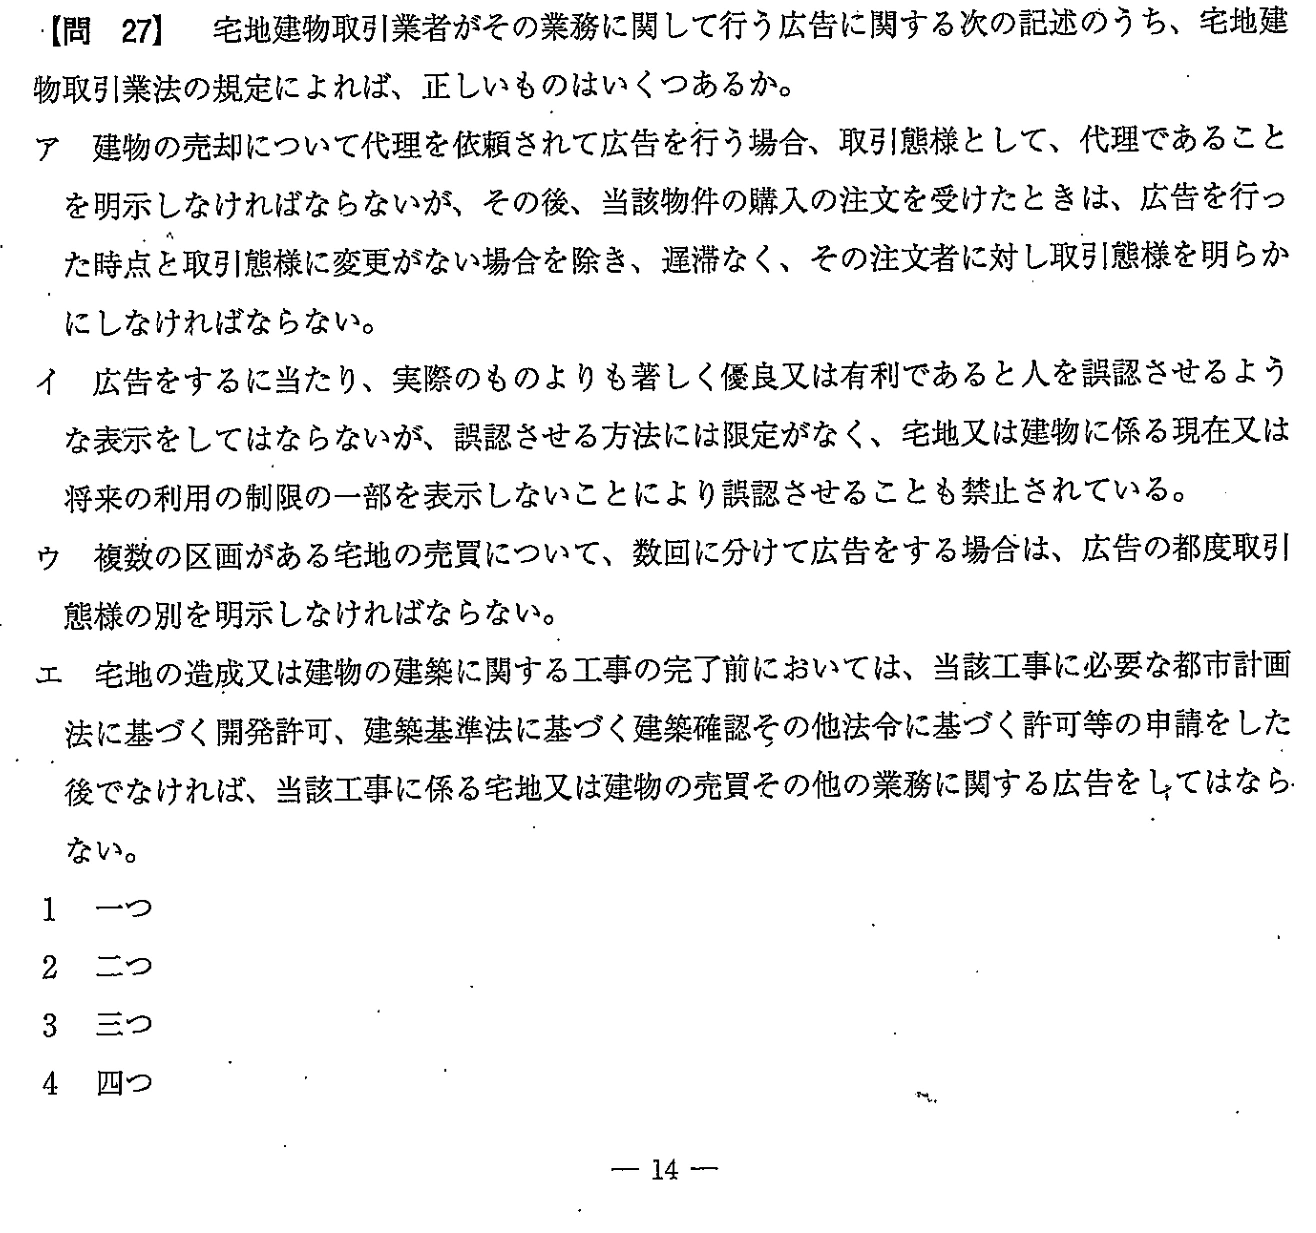 【問　27】　宅地建物取引業者がその業務に関して行う広告に関する次の記述のうち、宅地建
物取引業法の規定によれば、正しいものはいくつあるか。
ア　建物の売却について代理を依頼されて広告を行う場合、取引態様として、代理であること
を明示しなければならないが、その後、当該物件の購入の注文を受けたときは、広告を行っ
た時点と取引態様に変更がない場合を除き、遅滞なく、その注文者に対し取引態様を明らか
にしなければならない。
イ　広告をするに当たり、実際のものよりも著しく優良又は有利であると人を誤認させるよう
な表示をしてはならないが、誤認させる方法には限定がなく、宅地又は建物に係る現在又は
将来の利用の制限の一部を表示しないことにより誤認させることも禁止されている。
ウ　複数の区画がある宅地の売買について、数回に分けて広告をする場合は、広告の都度取引
態様の別を明示しなければならない。
エ　宅地の造成又は建物の建築に関する工事の完了前においては、当該工事に必要な都市計画
法に基づく開発許可、建築基準法に基づく建築確認その他法令に基づく許可等の申請をした
後でなければ、当該工事に係る宅地又は建物の売買その他の業務に関する広告をしてはなら
ない。
1　一つ
2　二つ
3　三つ
4　四つ
— 14 —